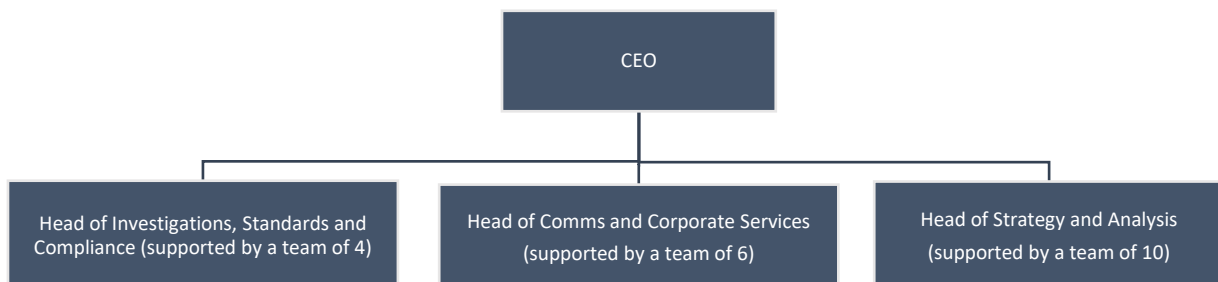 CEO
Head of Investigations, Standards and
Compliance (supported by a team of 4)
Head of Comms and Corporate Services
(supported by a team of 6)
Head of Strategy and Analysis
(supported by a team of 10)